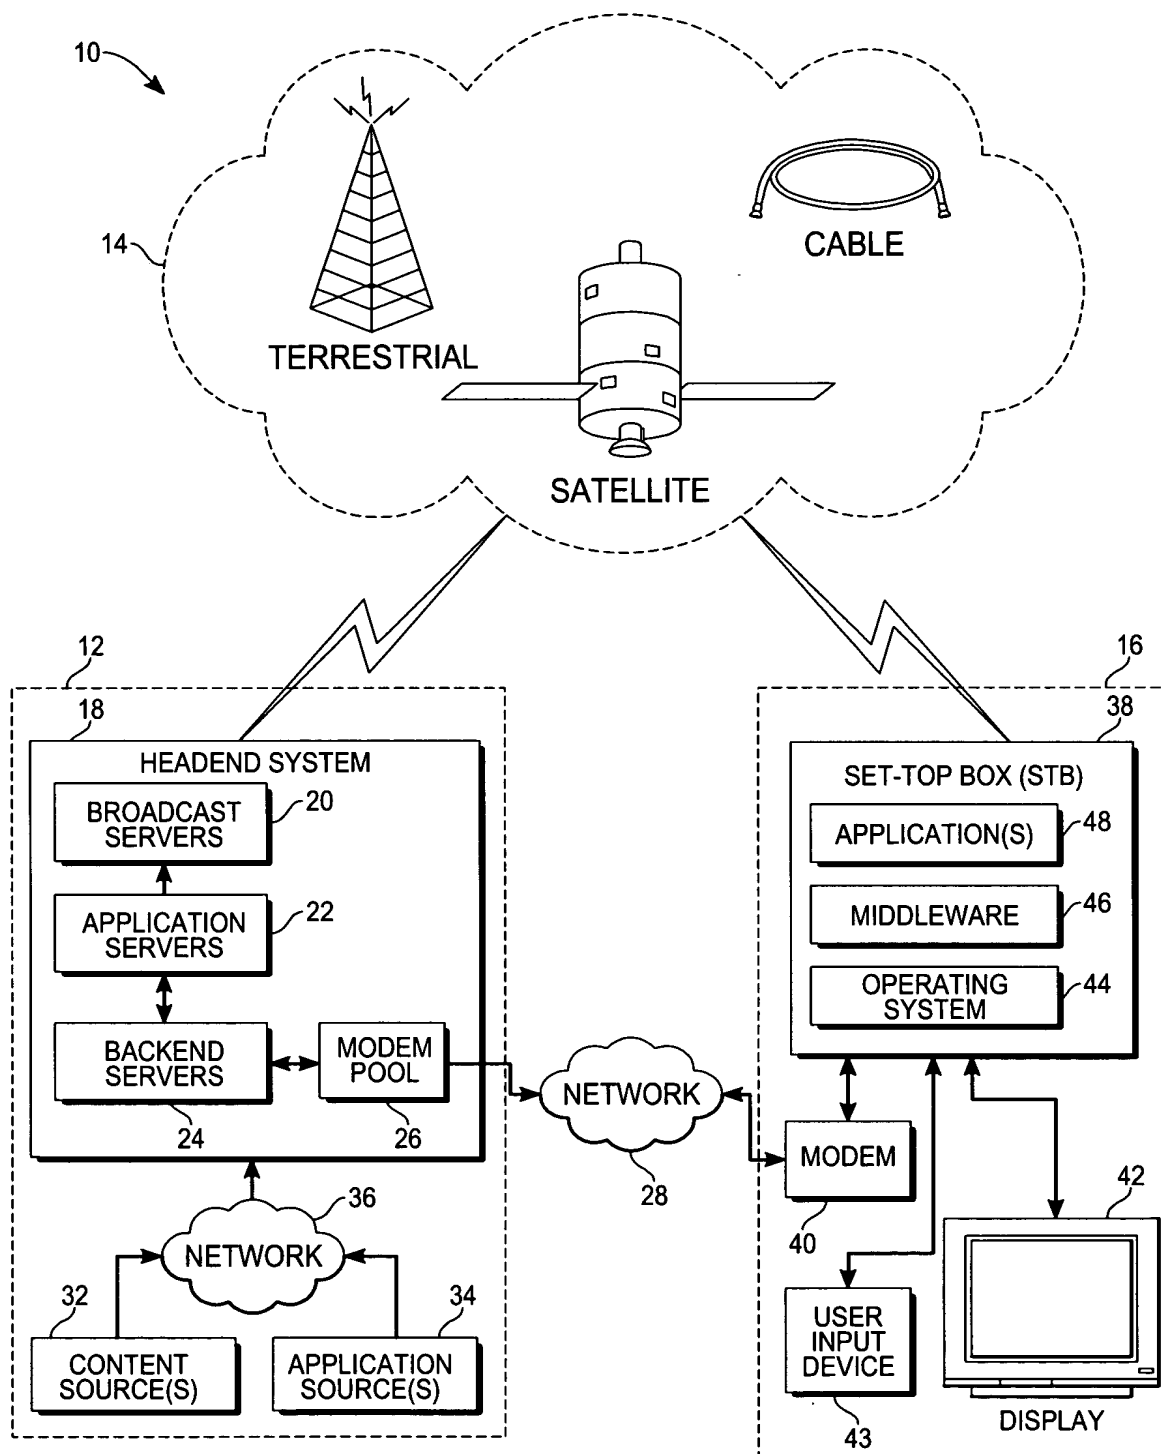 10
14
TERRESTRIAL
CABLE
SATELLITE
12
18
HEADEND SYSTEM
BROADCAST
SERVERS
20
APPLICATION
SERVERS
22
BACKEND
SERVERS
24
MODEM
POOL
26
NETWORK
28
36
NETWORK
32
CONTENT
SOURCE(S)
34
APPLICATION
SOURCE(S)
16
38
SET-TOP BOX (STB)
APPLICATION(S)
48
MIDDLEWARE
46
OPERATING
SYSTEM
44
MODEM
40
USER
INPUT
DEVICE
43
42
DISPLAY